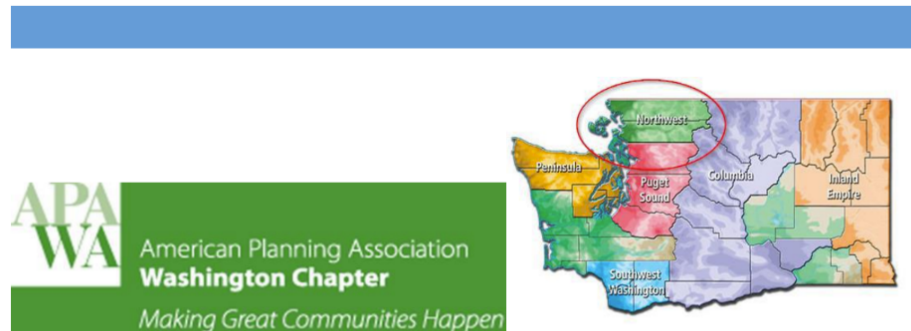 APA
WA
American Planning Association
Washington Chapter
Making Great Communities Happen
Northwest
Peninsula
Puget
Sound
Columbia
Inland
Empire
Southwest
Washington